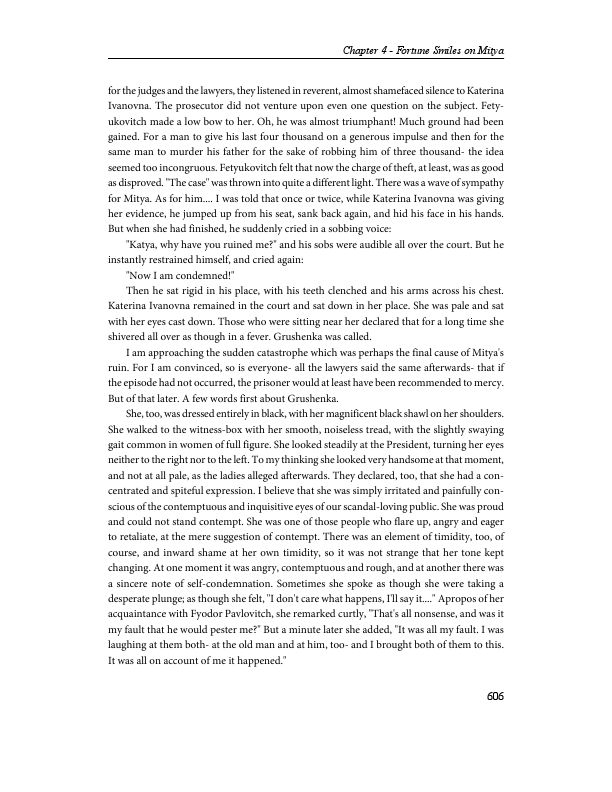 Chapter 4 - Fortune Smiles on Mitya
for the judges and the lawyers, they listened in reverent, almost shamefaced silence to Katerina
Ivanovna. The prosecutor did not venture upon even one question on the subject. Fety-
ukovitch made a low bow to her. Oh, he was almost triumphant! Much ground had been
gained. For a man to give his last four thousand on a generous impulse and then for the
same man to murder his father for the sake of robbing him of three thousand- the idea
seemed too incongruous. Fetyukovitch felt that now the charge of theft, at least, was as good
as disproved. "The case" was thrown into quite a different light. There was a wave of sympathy
for Mitya. As for him.... I was told that once or twice, while Katerina Ivanovna was giving
her evidence, he jumped up from his seat, sank back again, and hid his face in his hands.
But when she had finished, he suddenly cried in a sobbing voice:
"Katya, why have you ruined me?" and his sobs were audible all over the court. But he
instantly restrained himself, and cried again:
"Now I am condemned!"
Then he sat rigid in his place, with his teeth clenched and his arms across his chest.
Katerina Ivanovna remained in the court and sat down in her place. She was pale and sat
with her eyes cast down. Those who were sitting near her declared that for a long time she
shivered all over as though in a fever. Grushenka was called.
I am approaching the sudden catastrophe which was perhaps the final cause of Mitya's
ruin. For I am convinced, so is everyone- all the lawyers said the same afterwards- that if
the episode had not occurred, the prisoner would at least have been recommended to mercy.
But of that later. A few words first about Grushenka.
She, too, was dressed entirely in black, with her magnificent black shawl on her shoulders.
She walked to the witness-box with her smooth, noiseless tread, with the slightly swaying
gait common in women of full figure. She looked steadily at the President, turning her eyes
neither to the right nor to the left. To my thinking she looked very handsome at that moment,
and not at all pale, as the ladies alleged afterwards. They declared, too, that she had a con-
centrated and spiteful expression. I believe that she was simply irritated and painfully con-
scious of the contemptuous and inquisitive eyes of our scandal-loving public. She was proud
and could not stand contempt. She was one of those people who flare up, angry and eager
to retaliate, at the mere suggestion of contempt. There was an element of timidity, too, of
course, and inward shame at her own timidity, so it was not strange that her tone kept
changing. At one moment it was angry, contemptuous and rough, and at another there was
a sincere note of self-condemnation. Sometimes she spoke as though she were taking a
desperate plunge; as though she felt, "I don't care what happens, I'll say it...." Apropos of her
acquaintance with Fyodor Pavlovitch, she remarked curtly, "That's all nonsense, and was it
my fault that he would pester me?" But a minute later she added, "It was all my fault. I was
laughing at them both- at the old man and at him, too- and I brought both of them to this.
It was all on account of me it happened."
606